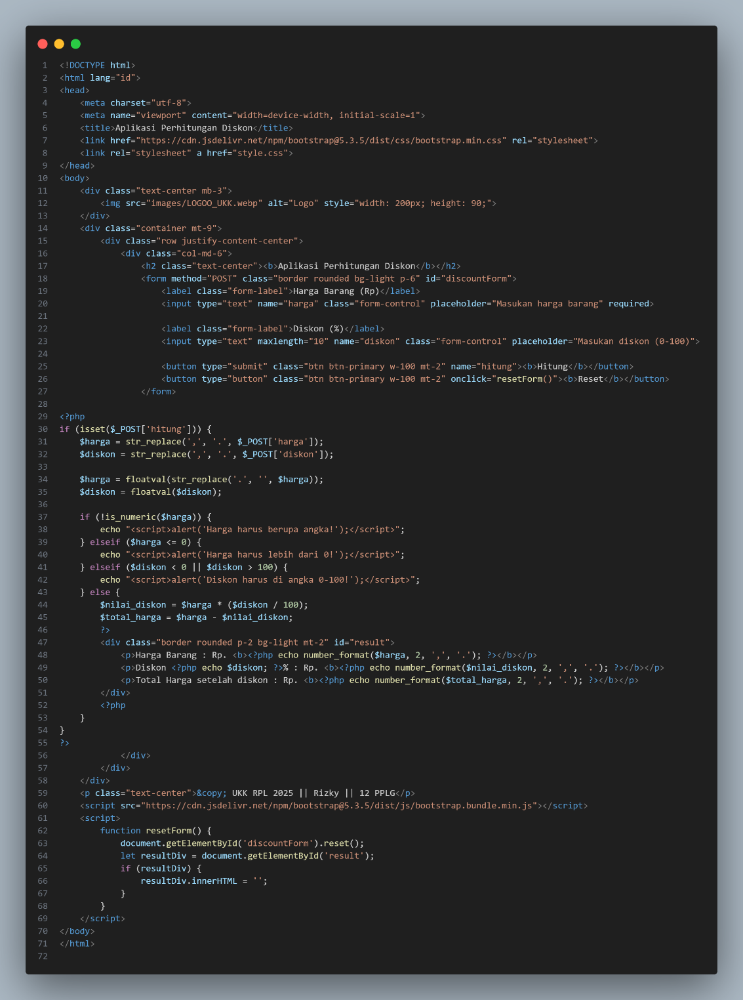 1 <!DOCTYPE html>
2 <html lang="id">
3 <head>
4     <meta charset="utf-8">
5     <meta name="viewport" content="width=device-width, initial-scale=1">
6     <title>Aplikasi Perhitungan Diskon</title>
7     <link href="https://cdn.jsdelivr.net/npm/bootstrap@5.3.5/dist/css/bootstrap.min.css" rel="stylesheet">
8     <link rel="stylesheet" a href="style.css">
9 </head>
10 <body>
11     <div class="text-center mb-3">
12         <img src="images/LOGOO_UKK.webp" alt="Logo" style="width: 200px; height: 90;">
13     </div>
14     <div class="container mt-9">
15         <div class="row justify-content-center">
16             <div class="col-md-6">
17                 <h2 class="text-center"><b>Aplikasi Perhitungan Diskon</b></h2>
18                 <form method="POST" class="border rounded bg-light p-6" id="discountForm">
19                     <label class="form-label">Harga Barang (Rp)</label>
20                     <input type="text" name="harga" class="form-control" placeholder="Masukan harga barang" required>
21
22                     <label class="form-label">Diskon (%)</label>
23                     <input type="text" maxlength="10" name="diskon" class="form-control" placeholder="Masukan diskon (0-100)">
24
25                     <button type="submit" class="btn btn-primary w-100 mt-2" name="hitung"><b>Hitung</b></button>
26                     <button type="button" class="btn btn-primary w-100 mt-2" onclick="resetForm()"><b>Reset</b></button>
27                 </form>
28
29 <?php
30 if (isset($_POST['hitung'])) {
31     $harga = str_replace(',', '.', $_POST['harga']);
32     $diskon = str_replace(',', '.', $_POST['diskon']);
33
34     $harga = floatval(str_replace('.', '', $harga));
35     $diskon = floatval($diskon);
36
37     if (!is_numeric($harga)) {
38         echo "<script>alert('Harga harus berupa angka!');</script>";
39     } elseif ($harga <= 0) {
40         echo "<script>alert('Harga harus lebih dari 0!');</script>";
41     } elseif ($diskon < 0 || $diskon > 100) {
42         echo "<script>alert('Diskon harus di angka 0-100!');</script>";
43     } else {
44         $nilai_diskon = $harga * ($diskon / 100);
45         $total_harga = $harga - $nilai_diskon;
46         ?>
47         <div class="border rounded p-2 bg-light mt-2" id="result">
48             <p>Harga Barang : Rp. <b><?php echo number_format($harga, 2, ',', '.'); ?></b></p>
49             <p>Diskon <?php echo $diskon; ?>% : Rp. <b><?php echo number_format($nilai_diskon, 2, ',', '.'); ?></b></p>
50             <p>Total Harga setelah diskon : Rp. <b><?php echo number_format($total_harga, 2, ',', '.'); ?></b></p>
51         </div>
52         <?php
53     }
54 }
55 ?>
56             </div>
57         </div>
58     </div>
59     <p class="text-center">&copy; UKK RPL 2025 || Rizky || 12 PPLG</p>
60     <script src="https://cdn.jsdelivr.net/npm/bootstrap@5.3.5/dist/js/bootstrap.bundle.min.js"></script>
61     <script>
62         function resetForm() {
63             document.getElementById('discountForm').reset();
64             let resultDiv = document.getElementById('result');
65             if (resultDiv) {
66                 resultDiv.innerHTML = '';
67             }
68         }
69     </script>
70 </body>
71 </html>
72